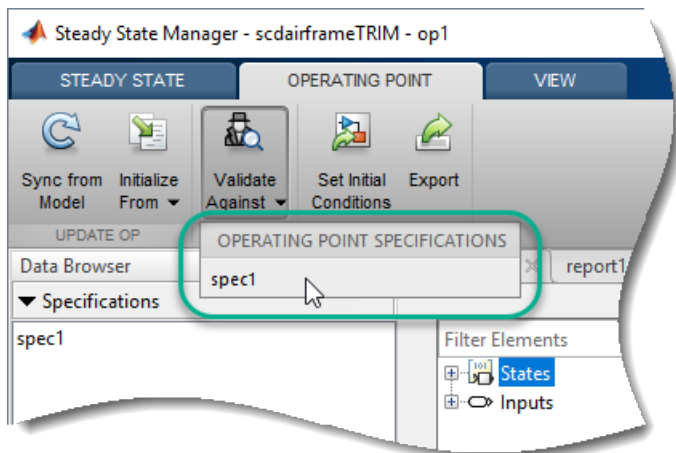 Steady State Manager - scdairframeTRIM - op1
STEADY STATE
OPERATING POINT
VIEW
Sync from Model
Initialize From
Validate Against
Set Initial Conditions
Export
UPDATE OP
OPERATING POINT SPECIFICATIONS
spec1
Data Browser
report1
Specifications
spec1
Filter Elements
States
Inputs